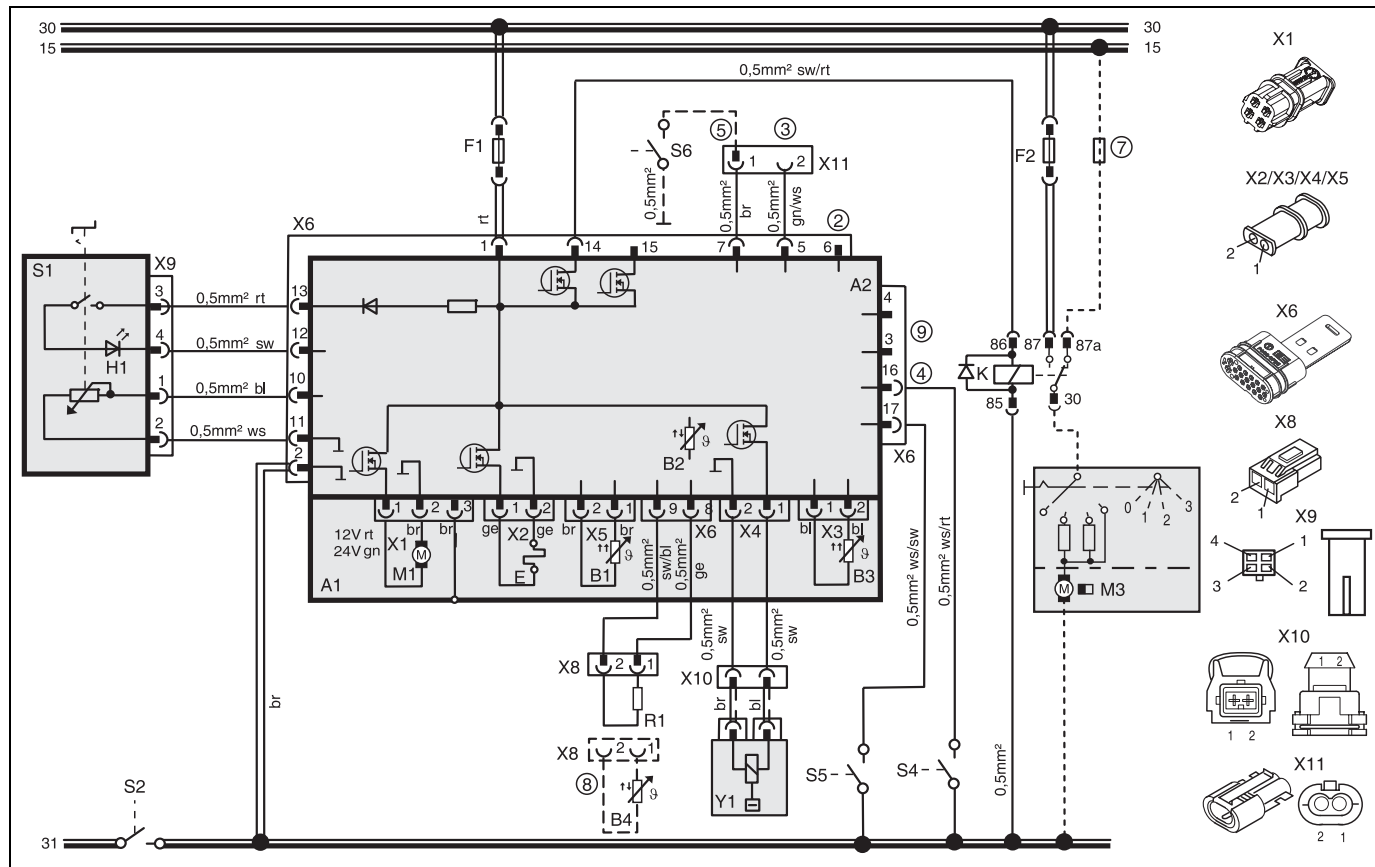 30
15
30
15
X1
0,5mm² sw/rt
5
3
F1
S6
1
2
X11
F2
7
0,5mm²
0,5mm²
br
0,5mm²
gn/ws
X2/X3/X4/X5
2
1
rt
X6
2
1
14
15
7
5
6
S1
X9
3
0,5mm² rt
13
A2
4
9
3
X6
4
0,5mm² sw
12
H1
86
87
87a
16
4
K
1
0,5mm² bl
10
85
30
17
2
0,5mm² ws
11
2
B2
ϑ
X6
X8
2
1
1
2
3
1
2
2
1
9
8
2
1
1
2
0
1
2
3
12V rt
24V gn
X1
br
br
M
M1
ge
X2
ge
E
br
X5
br
B1
ϑ
0,5mm²
sw/bl
0,5mm²
X6
ge
X4
bl
X3
bl
B3
ϑ
A1
0,5mm² ws/sw
0,5mm² ws/rt
X9
4
1
3
2
M
M3
0,5mm²
sw
0,5mm²
sw
X8
2
1
R1
X10
br
bl
X10
1 2
1 2
br
X8
2
1
8
B4
ϑ
Y1
S5
S4
0,5mm²
X11
2 1
S2
31